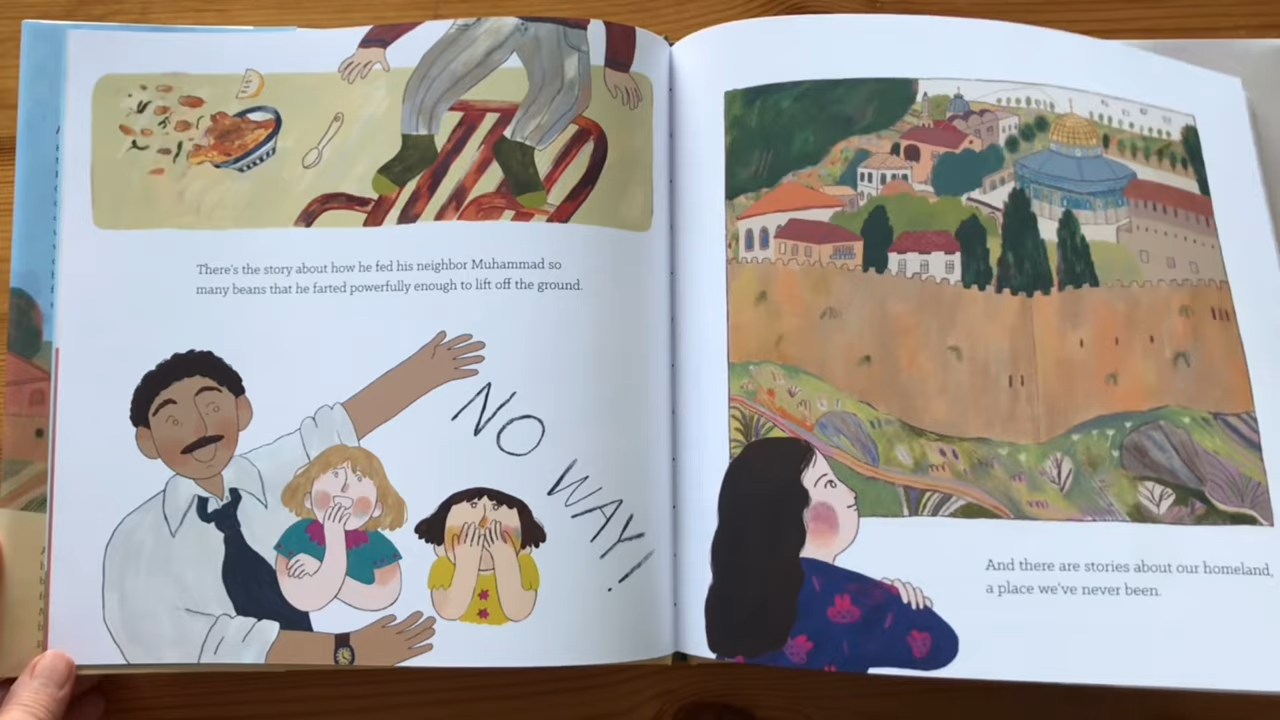 There's the story about how he fed his neighbor Muhammad so
many beans that he farted powerfully enough to lift off the ground.
NO WAY!
And there are stories about our homeland,
a place we've never been.